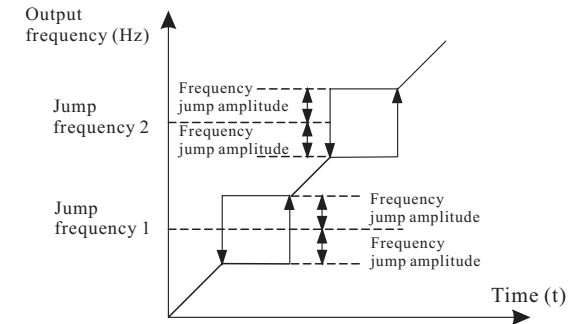 Output
frequency (Hz)
Frequency
jump amplitude
Jump
frequency 2
Frequency
jump amplitude
Jump
frequency 1
Frequency
jump amplitude
Frequency
jump amplitude
Time (t)